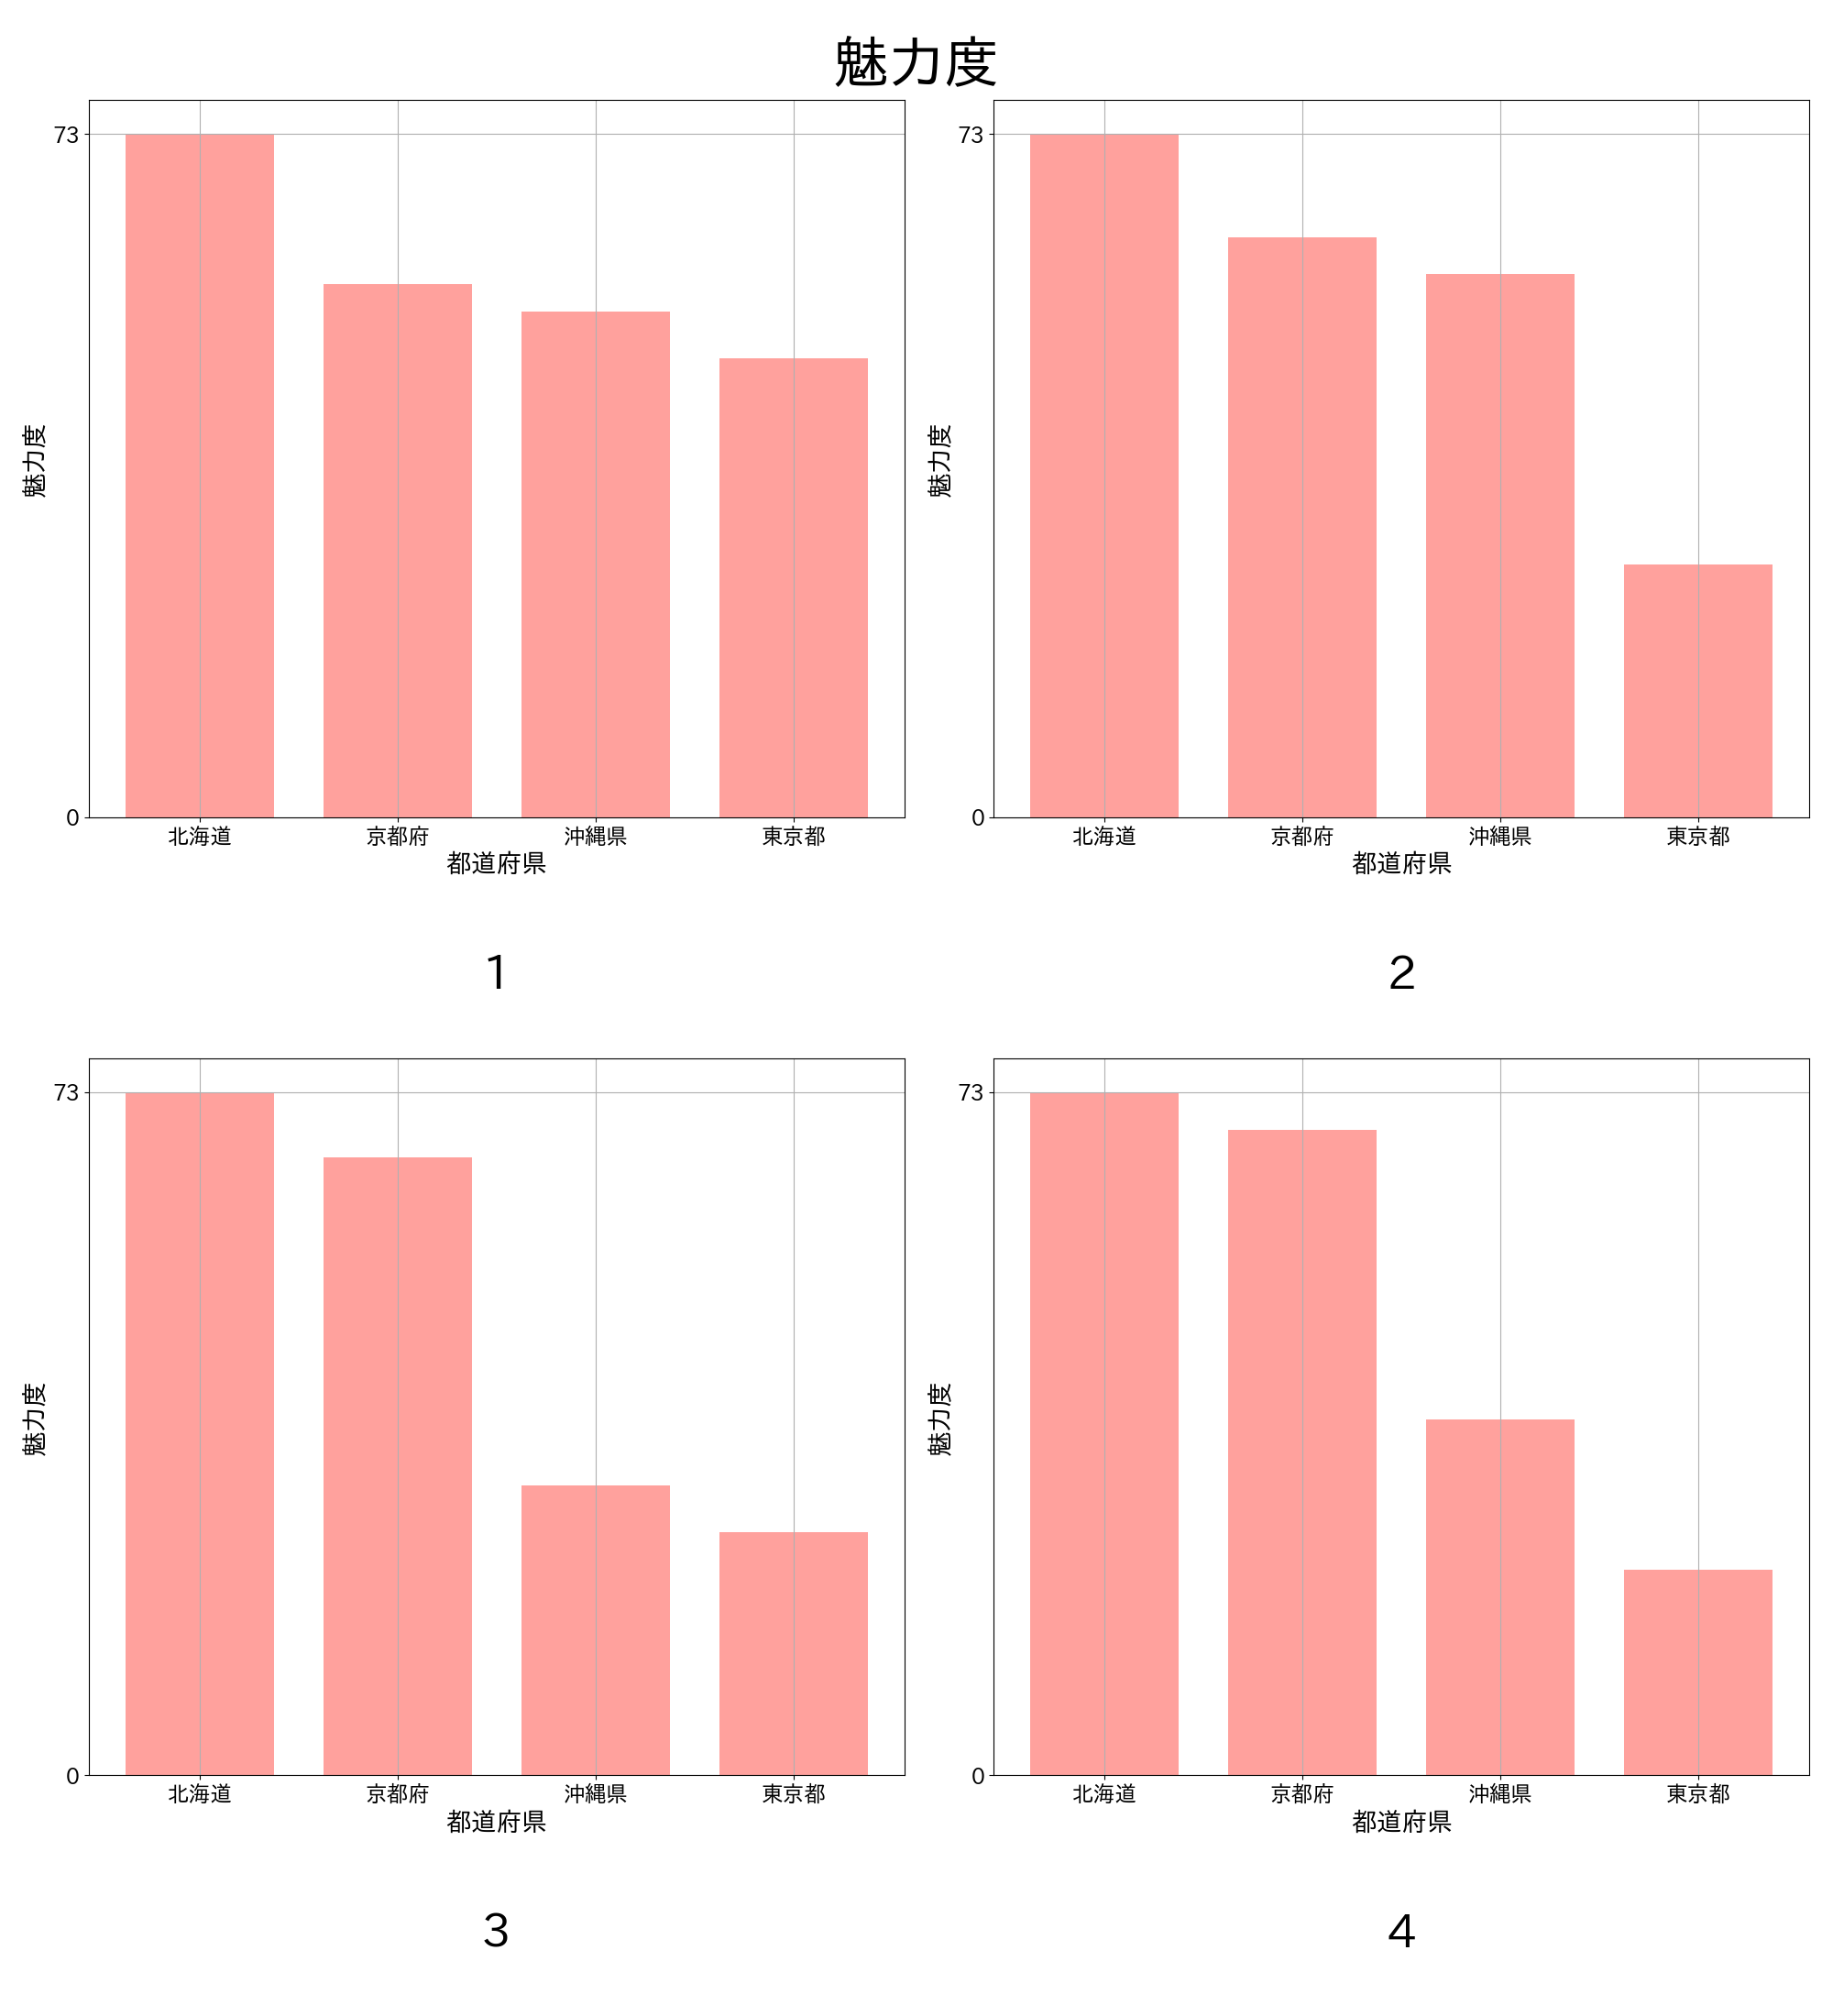 魅力度
73
0
魅力度
北海道 京都府 沖縄県 東京都
都道府県
1
73
0
魅力度
北海道 京都府 沖縄県 東京都
都道府県
2
73
0
魅力度
北海道 京都府 沖縄県 東京都
都道府県
3
73
0
魅力度
北海道 京都府 沖縄県 東京都
都道府県
4